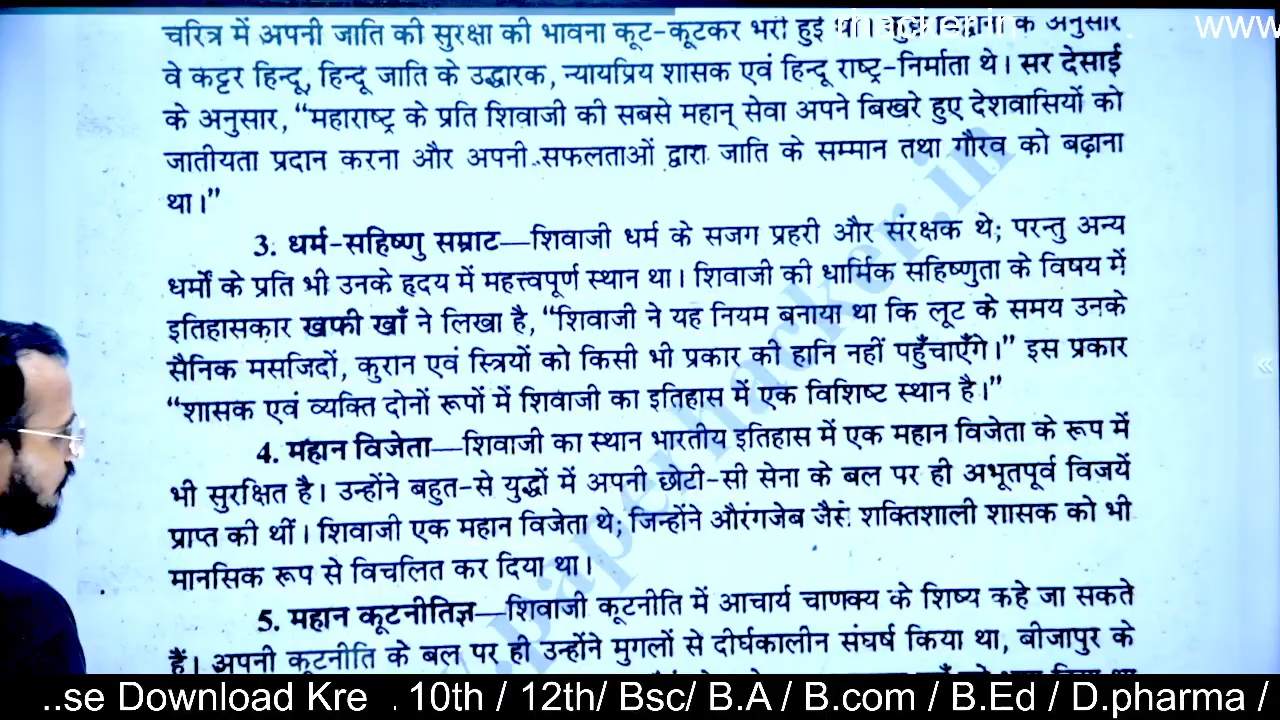 चरित्र में अपनी जाति की सुरक्षा की भावना कूट-कूटकर भरी हुई थी। के अनुसार
www
वे कट्टर हिन्दू, हिन्दू जाति के उद्धारक, न्यायप्रिय शासक एवं हिन्दू राष्ट्र-निर्माता थे। सर देसाई
के अनुसार, “महाराष्ट्र के प्रति शिवाजी की सबसे महान् सेवा अपने बिखरे हुए देशवासियों को
जातीयता प्रदान करना और अपनी सफलताओं द्वारा जाति के सम्मान तथा गौरव को बढ़ाना
था।”
3. धर्म-सहिष्णु सम्राट—शिवाजी धर्म के सजग प्रहरी और संरक्षक थे; परन्तु अन्य
धर्मों के प्रति भी उनके हृदय में महत्त्वपूर्ण स्थान था। शिवाजी की धार्मिक सहिष्णुता के विषय में
इतिहासकार खफी खाँ ने लिखा है, “शिवाजी ने यह नियम बनाया था कि लूट के समय उनके
सैनिक मसजिदों, कुरान एवं स्त्रियों को किसी भी प्रकार की हानि नहीं पहुँचाएँगे।” इस प्रकार
“शासक एवं व्यक्ति दोनों रूपों में शिवाजी का इतिहास में एक विशिष्ट स्थान है।”
4. महान विजेता—शिवाजी का स्थान भारतीय इतिहास में एक महान विजेता के रूप में
भी सुरक्षित है। उन्होंने बहुत-से युद्धों में अपनी छोटी-सी सेना के बल पर ही अभूतपूर्व विजयें
प्राप्त की थीं। शिवाजी एक महान विजेता थे; जिन्होंने औरंगजेब जैसे शक्तिशाली शासक को भी
मानसिक रूप से विचलित कर दिया था।
5. महान कूटनीतिज्ञ—शिवाजी कूटनीति में आचार्य चाणक्य के शिष्य कहे जा सकते
हैं। अपनी कूटनीति के बल पर ही उन्होंने मुगलों से दीर्घकालीन संघर्ष किया था, बीजापुर के
..se Download Kre . 10th / 12th/ Bsc/ B.A / B.com / B.Ed / D.pharma /